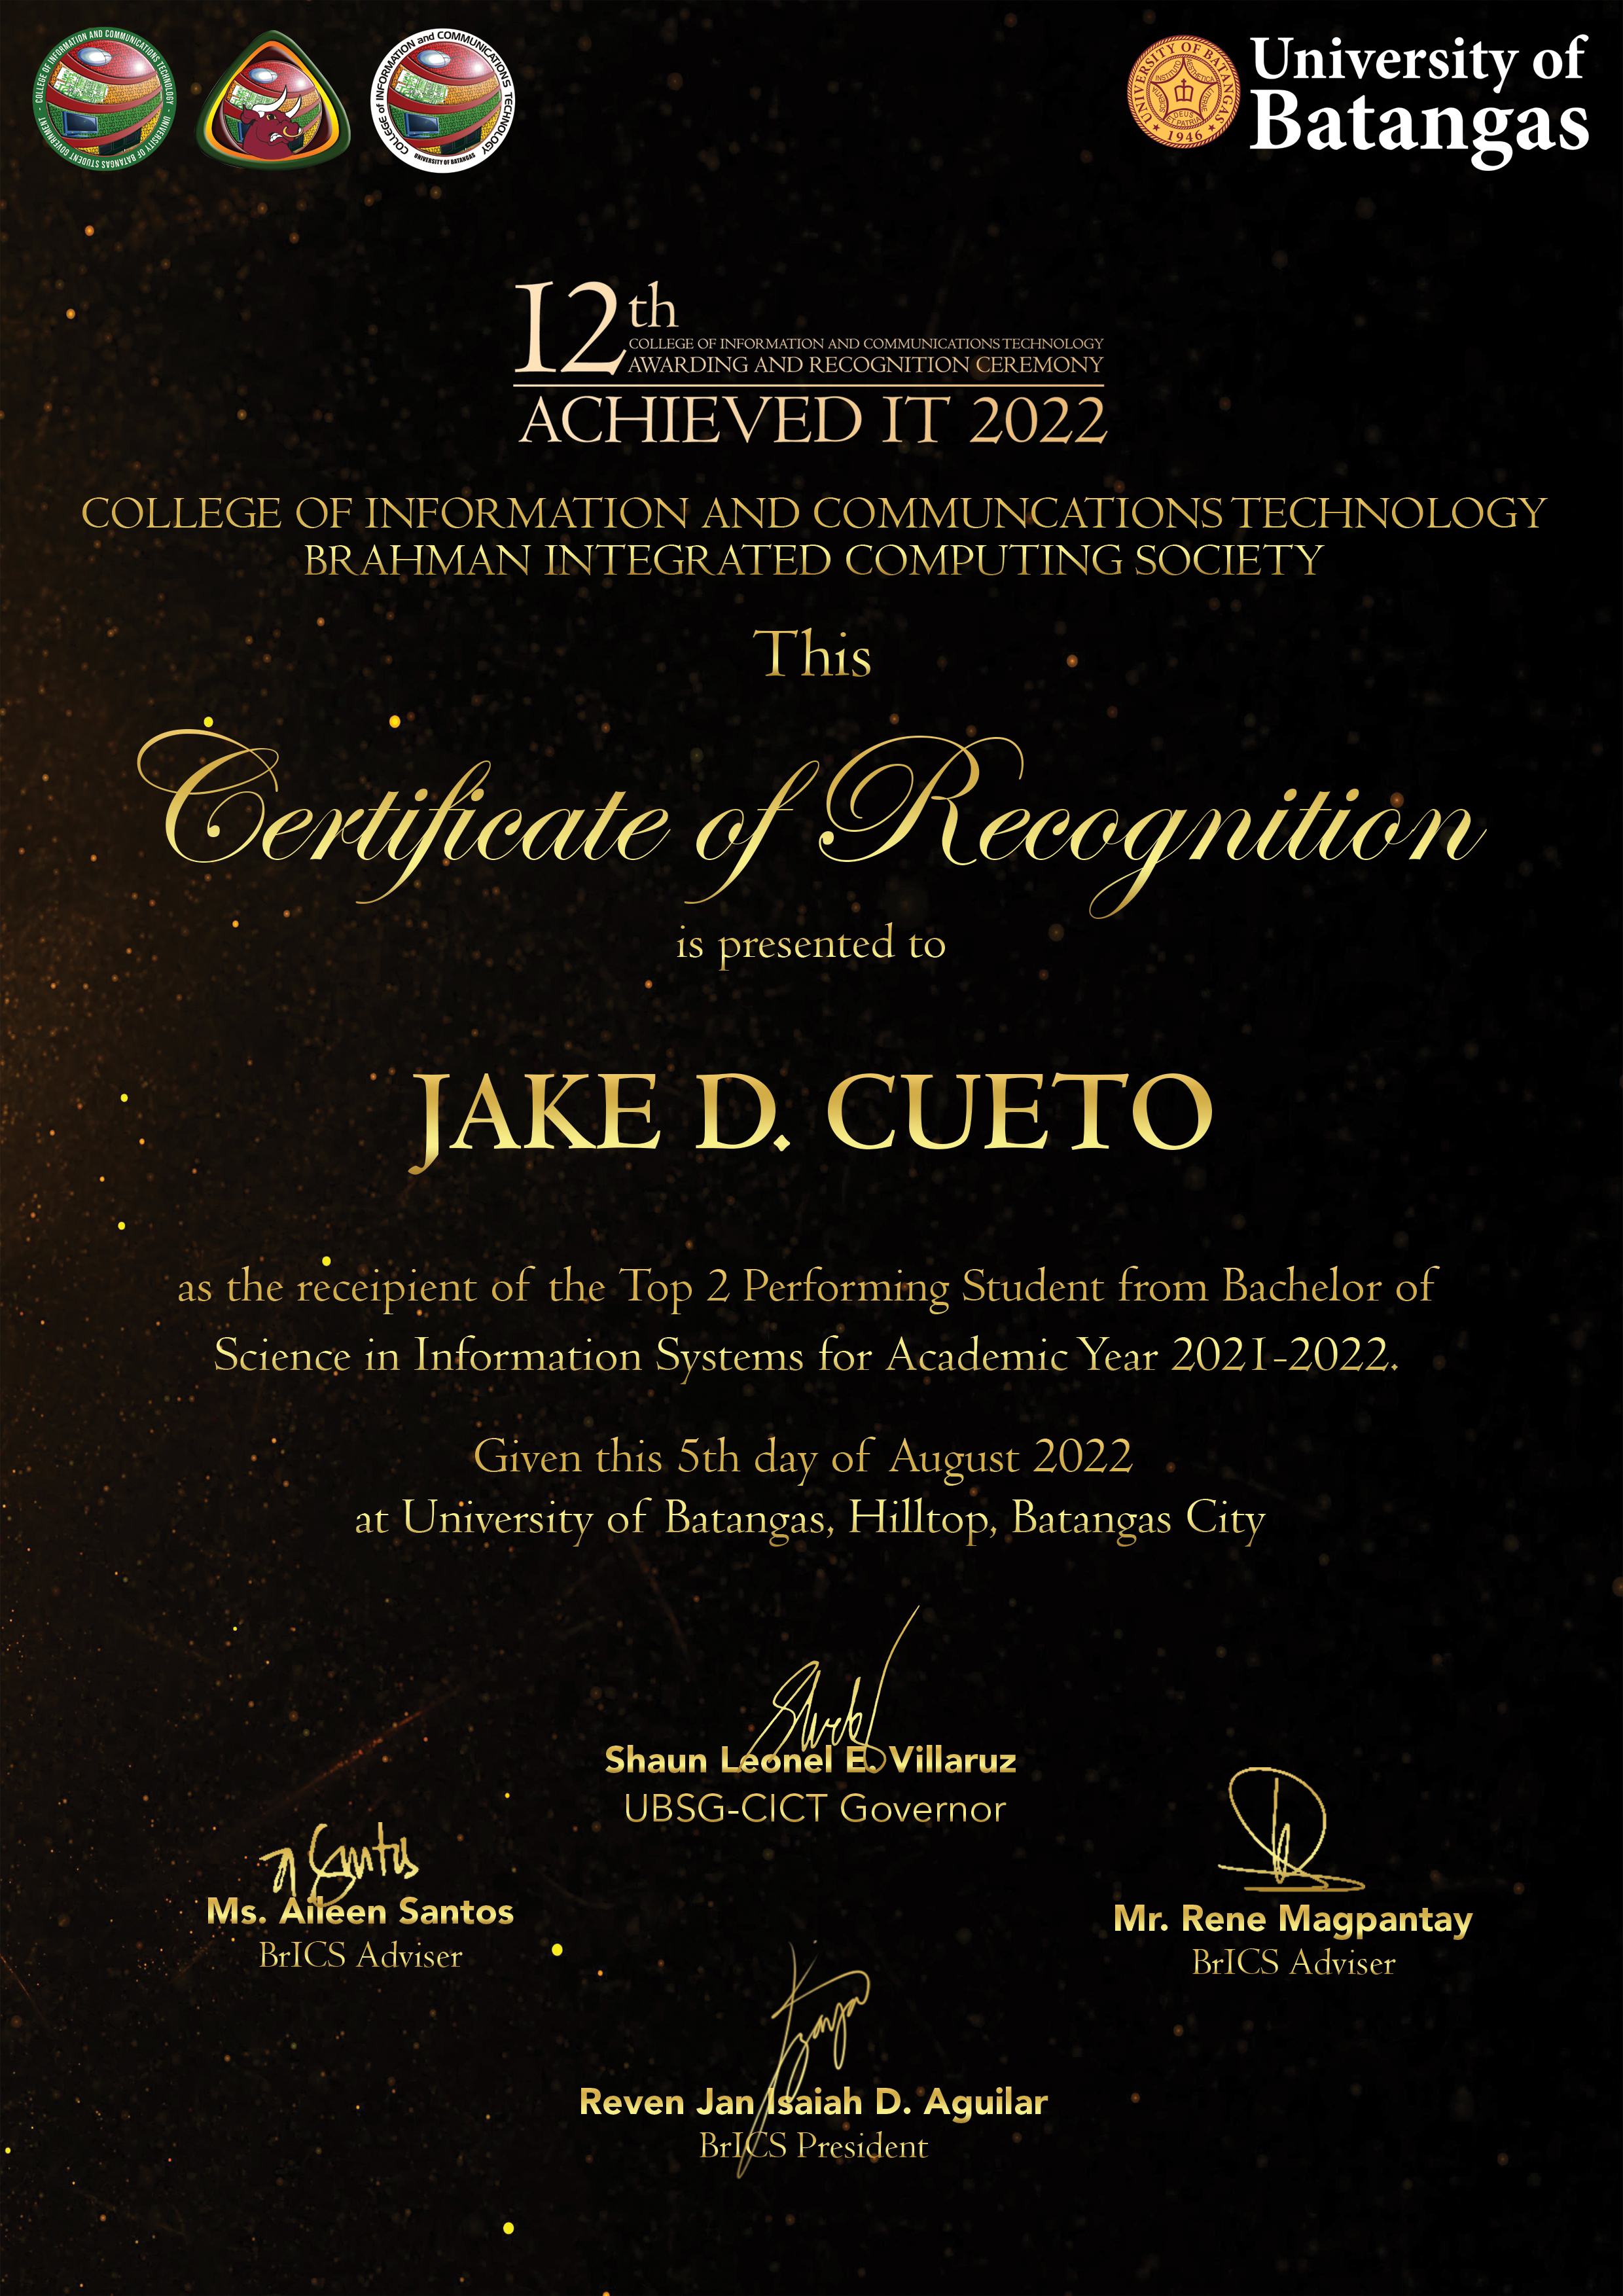 COLLEGE OF INFORMATION AND COMMUNICATIONS TECHNOLOGY - UNIVERSITY OF BATANGAS STUDENT GOVERNMENT -
COLLEGE of INFORMATION and COMMUNICATIONS TECHNOLOGY
UNIVERSITY OF BATANGAS
UNIVERSITY OF BATANGAS
1946
University of
Batangas
12th
COLLEGE OF INFORMATION AND COMMUNICATIONS TECHNOLOGY
AWARDING AND RECOGNITION CEREMONY
ACHIEVED IT 2022
COLLEGE OF INFORMATION AND COMMUNCATIONS TECHNOLOGY
BRAHMAN INTEGRATED COMPUTING SOCIETY
This
Certificate of Recognition
is presented to
JAKE D. CUETO
as the receipient of the Top 2 Performing Student from Bachelor of
Science in Information Systems for Academic Year 2021-2022.
Given this 5th day of August 2022
at University of Batangas, Hilltop, Batangas City
Shaun Leonel E. Villaruz
UBSG-CICT Governor
Ms. Aileen Santos
BrICS Adviser
Mr. Rene Magpantay
BrICS Adviser
Reven Jan Isaiah D. Aguilar
BrICS President